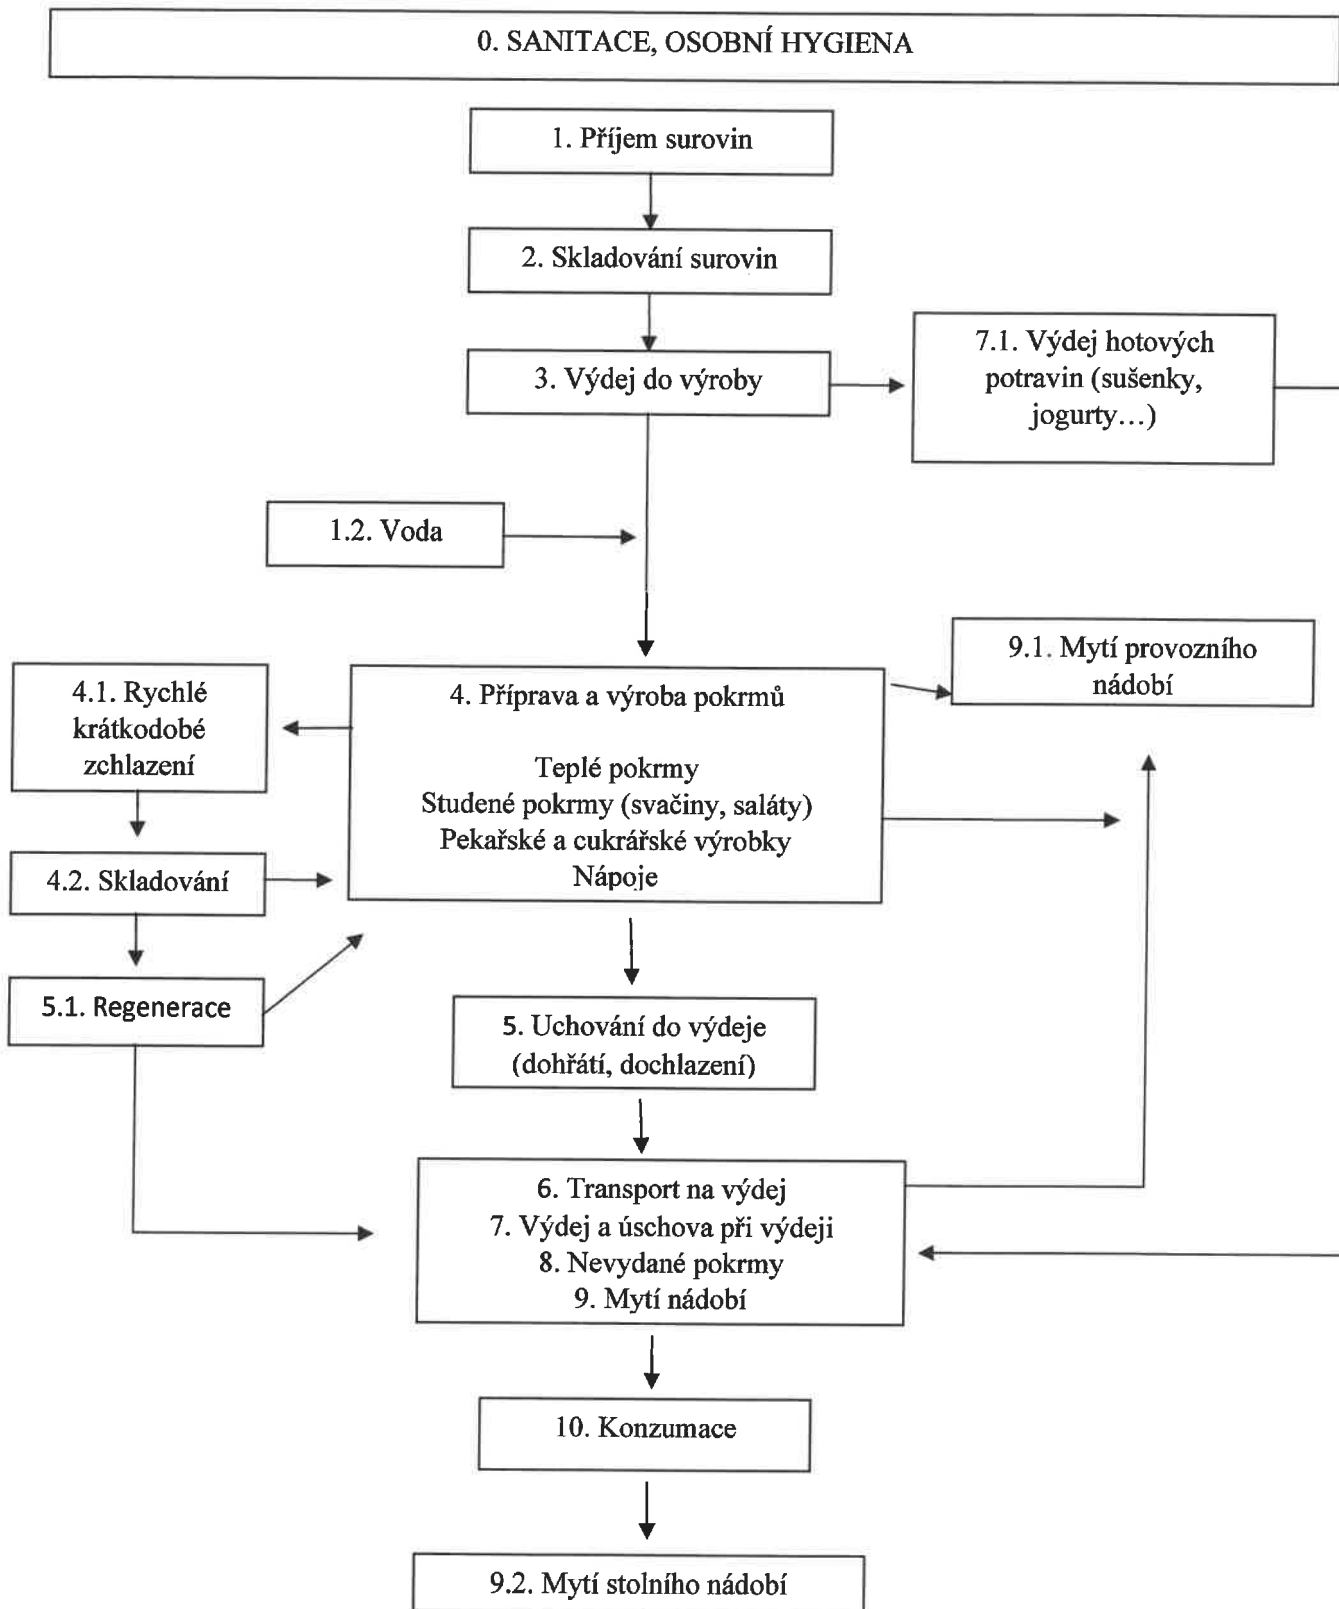 0. SANITACE, OSOBNÍ HYGIENA
1. Příjem surovin
2. Skladování surovin
3. Výdej do výroby
7.1. Výdej hotových
potravin (sušenky,
jogurty…)
1.2. Voda
9.1. Mytí provozního
nádobí
4.1. Rychlé
krátkodobé
zchlazení
4. Příprava a výroba pokrmů
Teplé pokrmy
Studené pokrmy (svačiny, saláty)
Pekařské a cukrářské výrobky
Nápoje
4.2. Skladování
5.1. Regenerace
5. Uchování do výdeje
(dohřátí, dochlazení)
6. Transport na výdej
7. Výdej a úschova při výdeji
8. Nevydané pokrmy
9. Mytí nádobí
10. Konzumace
9.2. Mytí stolního nádobí